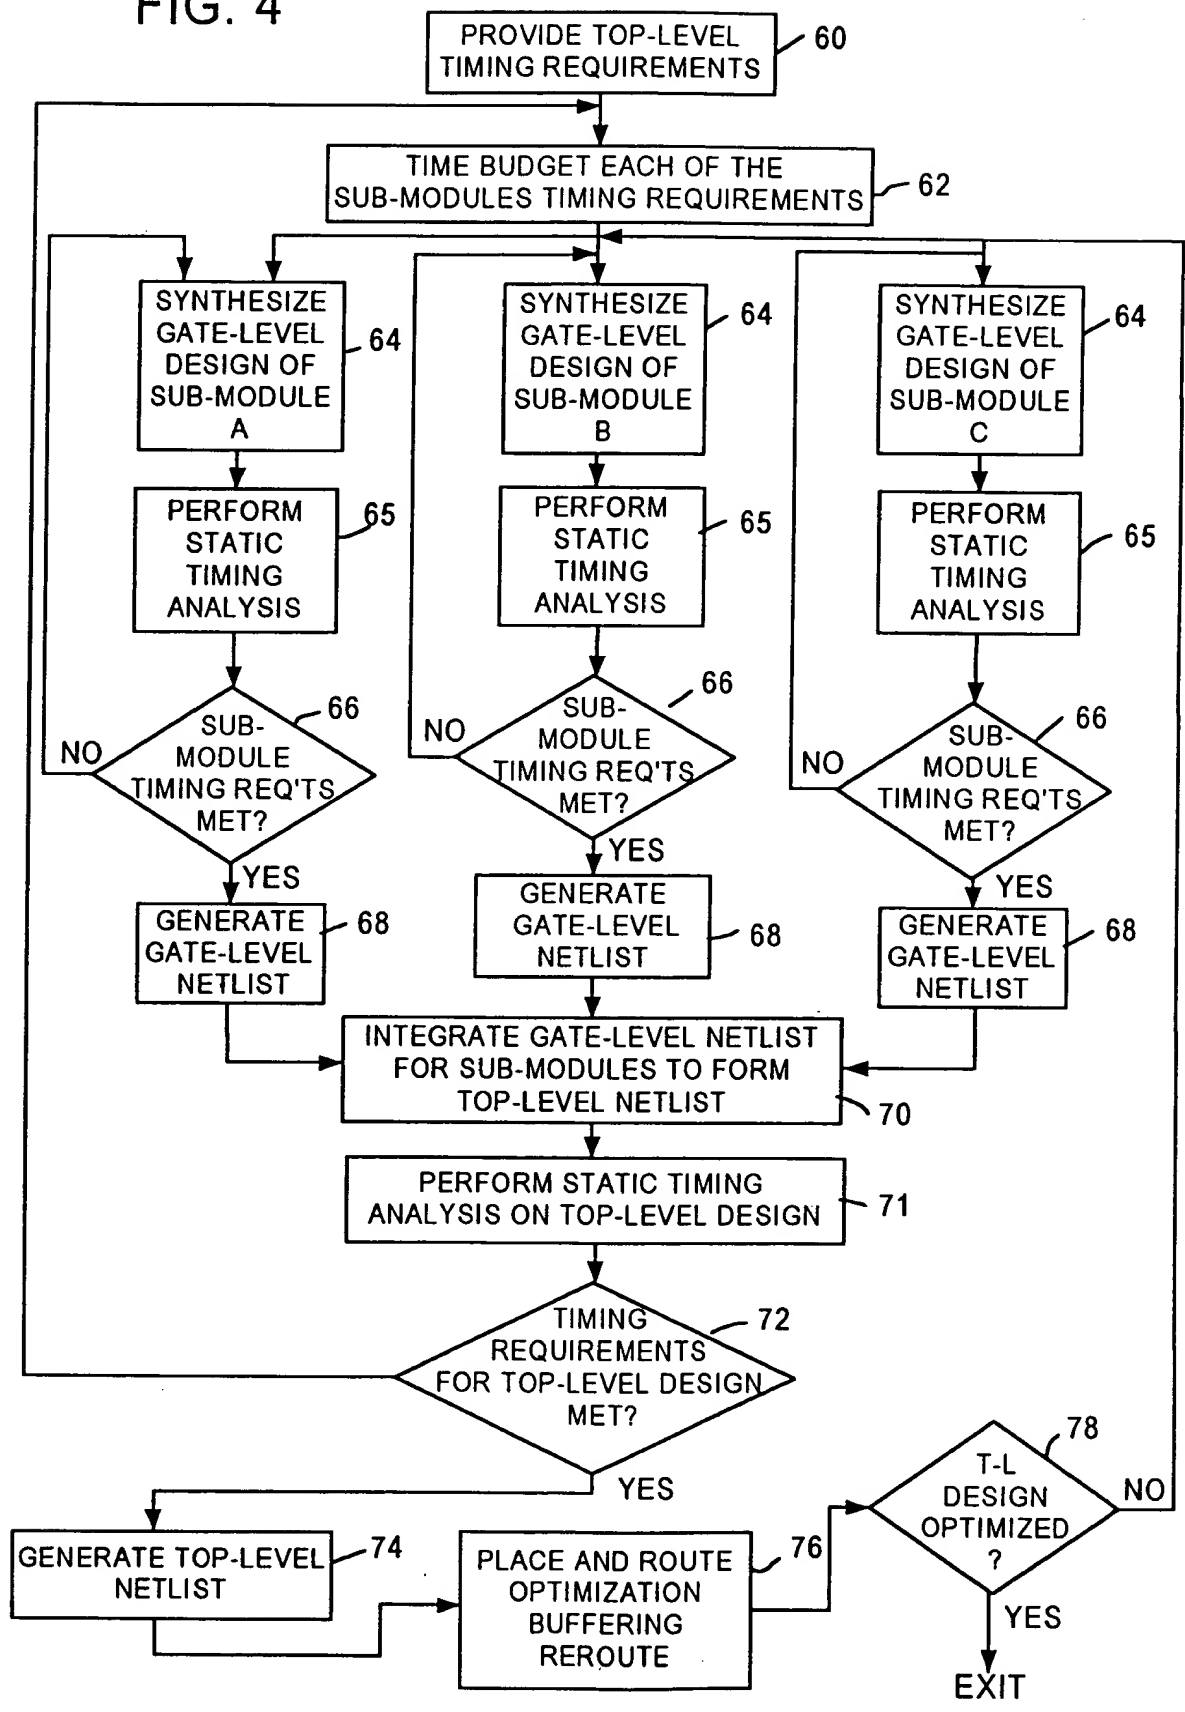 FIG. 4
PROVIDE TOP-LEVEL
TIMING REQUIREMENTS
60
TIME BUDGET EACH OF THE
SUB-MODULES TIMING REQUIREMENTS
62
SYNTHESIZE
GATE-LEVEL
DESIGN OF
SUB-MODULE
A
64
SYNTHESIZE
GATE-LEVEL
DESIGN OF
SUB-MODULE
B
64
SYNTHESIZE
GATE-LEVEL
DESIGN OF
SUB-MODULE
C
64
PERFORM
STATIC
TIMING
ANALYSIS
65
PERFORM
STATIC
TIMING
ANALYSIS
65
PERFORM
STATIC
TIMING
ANALYSIS
65
SUB-
MODULE
TIMING REQ'TS
MET?
66
NO
YES
SUB-
MODULE
TIMING REQ'TS
MET?
66
NO
YES
SUB-
MODULE
TIMING REQ'TS
MET?
66
NO
YES
GENERATE
GATE-LEVEL
NETLIST
68
GENERATE
GATE-LEVEL
NETLIST
68
GENERATE
GATE-LEVEL
NETLIST
68
INTEGRATE GATE-LEVEL NETLIST
FOR SUB-MODULES TO FORM
TOP-LEVEL NETLIST
70
PERFORM STATIC TIMING
ANALYSIS ON TOP-LEVEL DESIGN
71
TIMING
REQUIREMENTS
FOR TOP-LEVEL DESIGN
MET?
72
YES
GENERATE TOP-LEVEL
NETLIST
74
PLACE AND ROUTE
OPTIMIZATION
BUFFERING
REROUTE
76
T-L
DESIGN
OPTIMIZED
?
78
NO
YES
EXIT